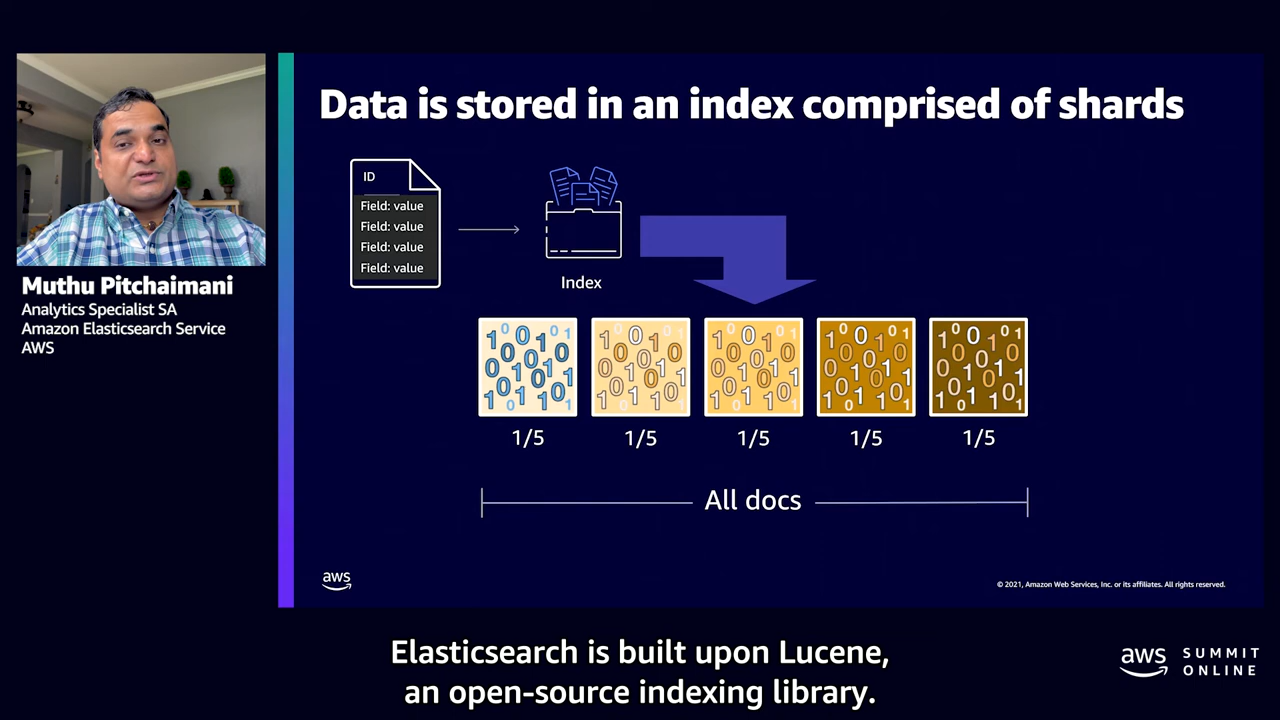 Data is stored in an index comprised of shards
ID
Field: value
Field: value
Field: value
Field: value
Index
Muthu Pitchaimani
Analytics Specialist SA
Amazon Elasticsearch Service
AWS
1/5
1/5
1/5
1/5
1/5
All docs
aws
© 2021, Amazon Web Services, Inc. or its affiliates. All rights reserved.
Elasticsearch is built upon Lucene,
an open-source indexing library.
aws
SUMMIT
ONLINE